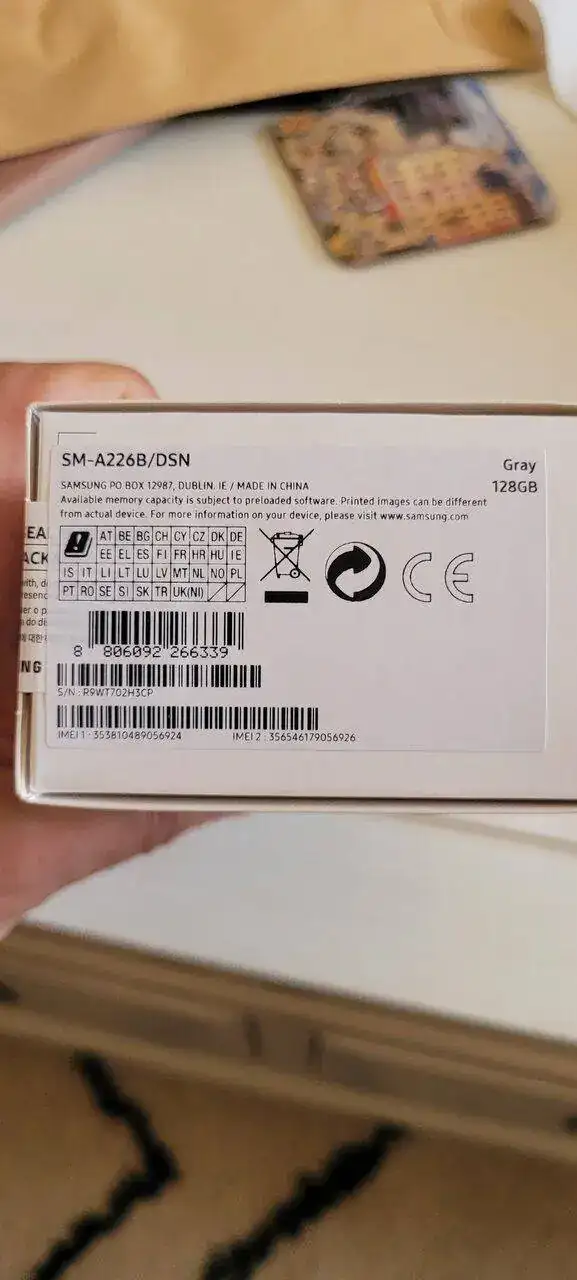 SM-A226B/DSN
Gray
SAMSUNG PO BOX 12987, DUBLIN. IE / MADE IN CHINA
128GB
Available memory capacity is subject to preloaded software. Printed images can be different
from actual device. For more information on your device, please visit www.samsung.com
AT BE BG CH CY CZ DK DE
EE EL ES FI FR HR HU IE
IS IT LI LT LU LV MT NL NO PL
PT RO SE SI SK TR UK(NI)
CE
8 806092 266339
S/N : R9WT702H3CP
IMEI 1 : 353810489056924 IMEI 2 : 356546179056926